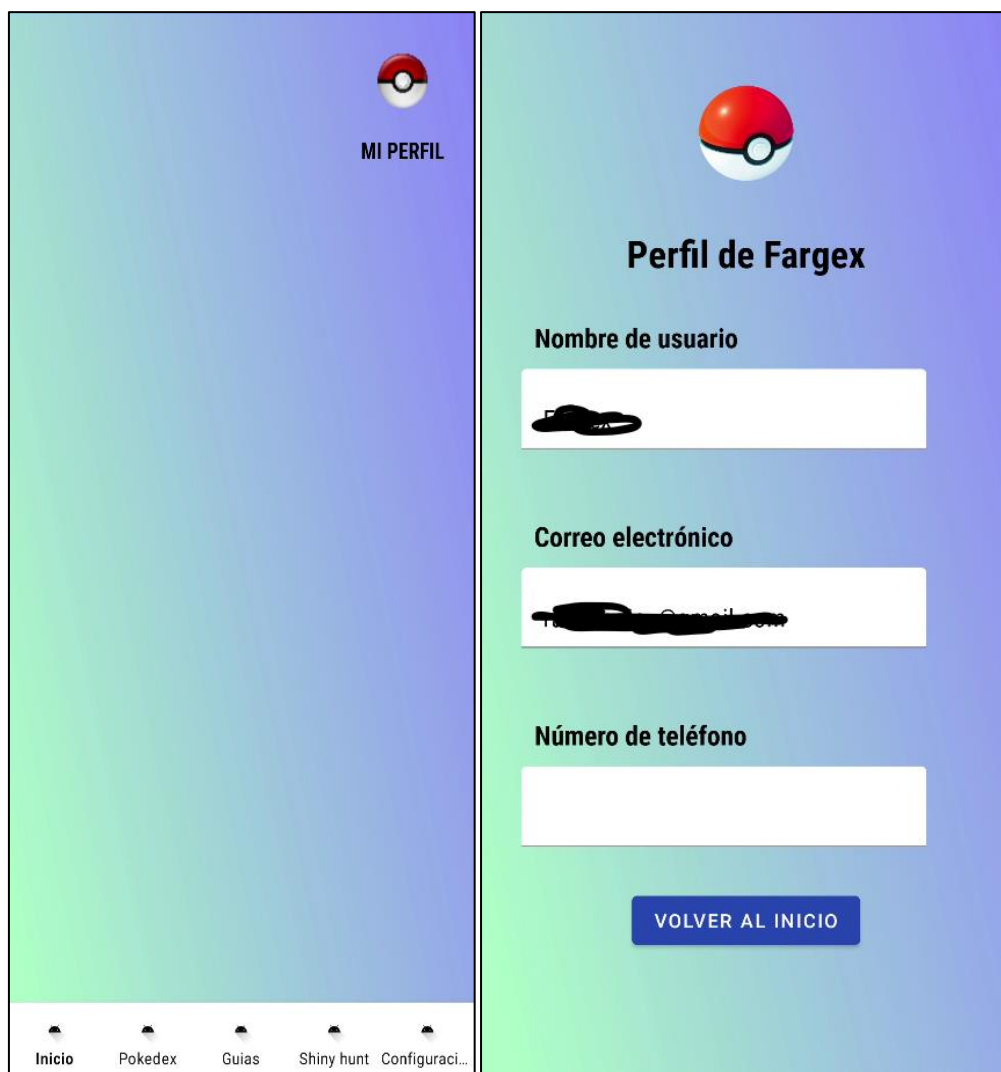 MI PERFIL
Inicio
Pokedex
Guias
Shiny hunt
Configuraci...
Perfil de Fargex
Nombre de usuario
Correo electrónico
Número de teléfono
VOLVER AL INICIO